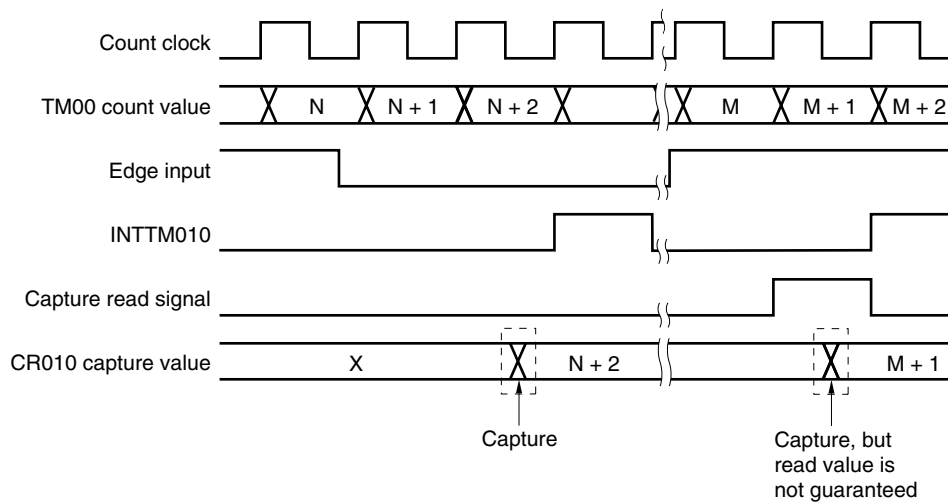 Count clock
TM00 count value
N
N + 1
N + 2
M
M + 1
M + 2
Edge input
INTTM010
Capture read signal
CR010 capture value
X
N + 2
M + 1
Capture
Capture, but
read value is
not guaranteed